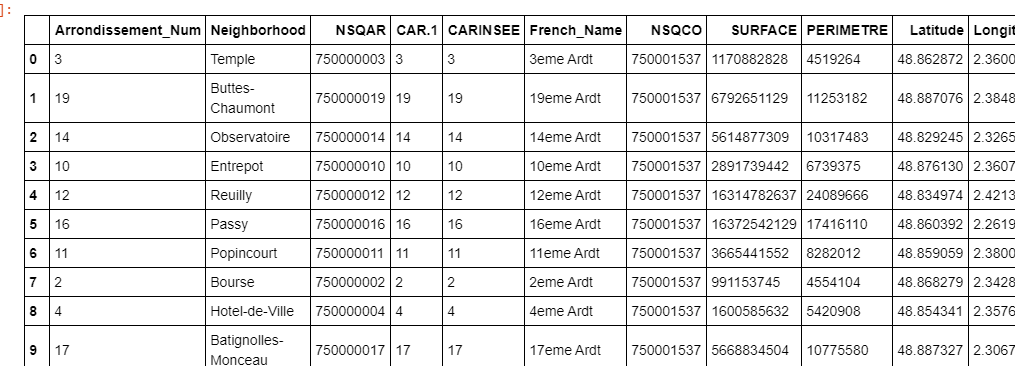 ]:
Arrondissement_Num Neighborhood NSQAR CAR.1 CARINSEE French_Name NSQCO SURFACE PERIMETRE Latitude Longit
0 3 Temple 750000003 3 3 3eme Ardt 750001537 1170882828 4519264 48.862872 2.3600
1 19 Buttes-
Chaumont 750000019 19 19 19eme Ardt 750001537 6792651129 11253182 48.887076 2.3848
2 14 Observatoire 750000014 14 14 14eme Ardt 750001537 5614877309 10317483 48.829245 2.3265
3 10 Entrepot 750000010 10 10 10eme Ardt 750001537 2891739442 6739375 48.876130 2.3607
4 12 Reuilly 750000012 12 12 12eme Ardt 750001537 16314782637 24089666 48.834974 2.4213
5 16 Passy 750000016 16 16 16eme Ardt 750001537 16372542129 17416110 48.860392 2.2619
6 11 Popincourt 750000011 11 11 11eme Ardt 750001537 3665441552 8282012 48.859059 2.3800
7 2 Bourse 750000002 2 2 2eme Ardt 750001537 991153745 4554104 48.868279 2.3428
8 4 Hotel-de-Ville 750000004 4 4 4eme Ardt 750001537 1600585632 5420908 48.854341 2.3576
9 17 Batignolles-
Monceau 750000017 17 17 17eme Ardt 750001537 5668834504 10775580 48.887327 2.3067